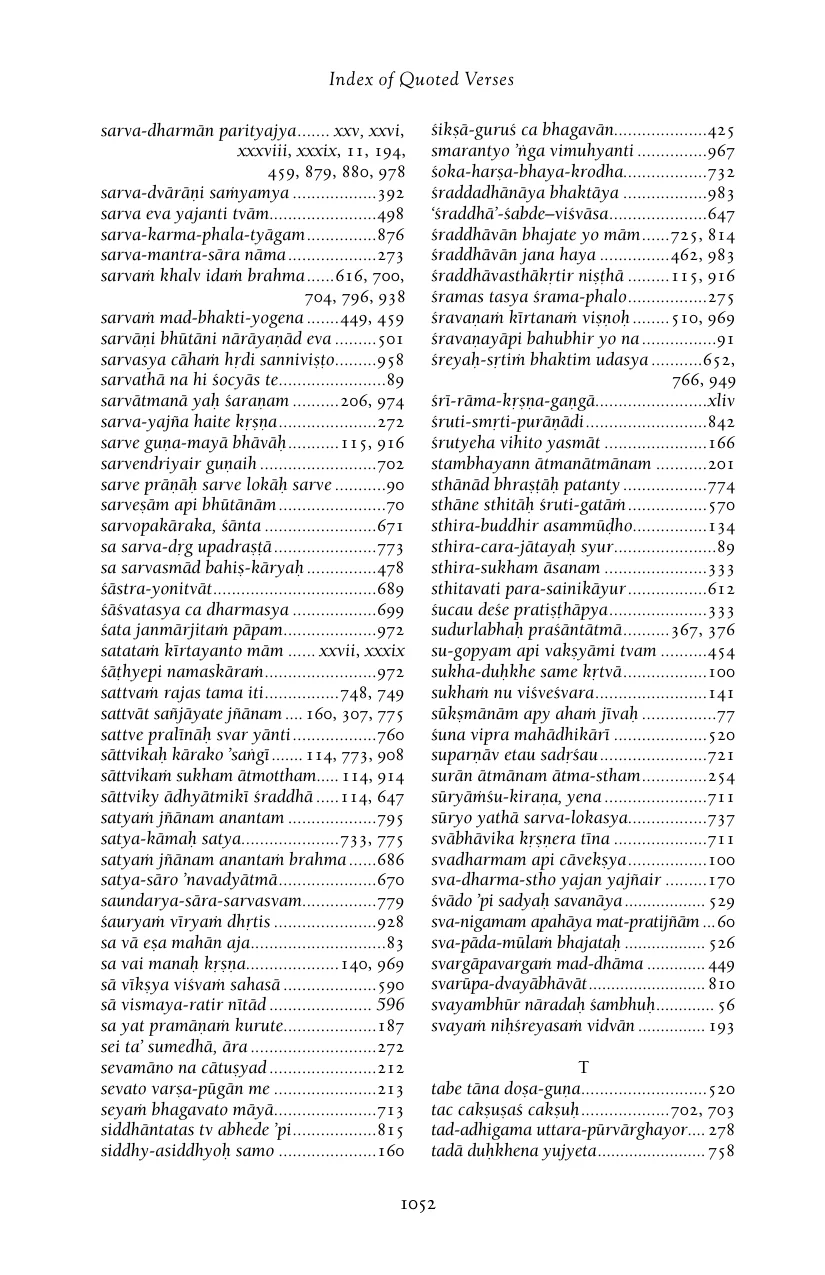 Index of Quoted Verses
sarva-dharmān parityajya....... xxv, xxvi,
xxxviii, xxxix, 11, 194,
459, 879, 880, 978
sarva-dvārāṇi saṁyamya ...................392
sarva eva yajanti tvām........................498
sarva-karma-phala-tyāgam................876
sarva-mantra-sāra nāma....................273
sarvaṁ khalv idaṁ brahma......616, 700,
704, 796, 938
sarvaṁ mad-bhakti-yogena .......449, 459
sarvāṇi bhūtāni nārāyaṇād eva .........501
sarvasya cāhaṁ hṛdi sanniviṣṭo.........958
sarvathā na hi śocyās te........................89
sarvātmanā yaḥ śaraṇam ..........206, 974
sarva-yajña haite kṛṣṇa......................272
sarve guṇa-mayā bhāvāḥ...........115, 916
sarvendriyair guṇaih..........................702
sarve prāṇāḥ sarve lokāḥ sarve ...........90
sarveṣām api bhūtānām........................70
sarvopakāraka, śānta .........................671
sa sarva-dṛg upadraṣṭā.......................773
sa sarvasmād bahiṣ-kāryaḥ ...............478
śāstra-yonitvāt....................................689
śāśvatasya ca dharmasya ...................699
śata janmārjitaṁ pāpam.....................972
satataṁ kīrtayanto mām ...... xxvii, xxxix
śāṭhyepi namaskāraṁ.........................972
sattvaṁ rajas tama iti................748, 749
sattvāt sañjāyate jñānam .... 160, 307, 775
sattve pralīnāḥ svar yānti ...................760
sāttvikaḥ kārako ’saṅgī....... 114, 773, 908
sāttvikaṁ sukham ātmottham..... 114, 914
sāttviky ādhyātmikī śraddhā .....114, 647
satyaṁ jñānam anantam ....................795
satya-kāmaḥ satya......................733, 775
satyaṁ jñānam anantaṁ brahma......686
satya-sāro ’navadyātmā......................670
saundarya-sāra-sarvasvam.................779
śauryaṁ vīryaṁ dhṛtis .......................928
sa vā eṣa mahān aja..............................83
sa vai manaḥ kṛṣṇa.....................140, 969
sā vīkṣya viśvaṁ sahasā .....................590
sā vismaya-ratir nītād ....................... 596
sa yat pramāṇaṁ kurute.....................187
sei ta’ sumedhā, āra ............................272
sevamāno na cātuṣyad........................212
sevato varṣa-pūgān me .......................213
seyaṁ bhagavato māyā.......................713
siddhāntatas tv abhede ’pi...................815
siddhy-asiddhyoḥ samo ......................160
śikṣā-guruś ca bhagavān.....................425
smarantyo ’ṅga vimuhyanti ...............967
śoka-harṣa-bhaya-krodha...................732
śraddadhānāya bhaktāya ...................983
‘śraddhā’-śabde–viśvāsa......................647
śraddhāvān bhajate yo mām......725, 814
śraddhāvān jana haya ...............462, 983
śraddhāvasthākṛtir niṣṭhā .........115, 916
śramas tasya śrama-phalo..................275
śravaṇaṁ kīrtanaṁ viṣṇoḥ ........510, 969
śravaṇayāpi bahubhir yo na .................91
śreyaḥ-sṛtiṁ bhaktim udasya ...........652,
766, 949
śrī-rāma-kṛṣṇa-gaṇgā.........................xliv
śruti-smṛti-purāṇādi...........................842
śrutyeha vihito yasmāt .......................166
stambhayann ātmanātmānam ...........201
sthānād bhraṣṭāḥ patanty ..................774
sthāne sthitāḥ śruti-gatāṁ..................570
sthira-buddhir asammūḍho................134
sthira-cara-jātayaḥ syur.......................89
sthira-sukham āsanam .......................333
sthitavati para-sainikāyur..................612
śucau deśe pratiṣṭhāpya......................333
sudurlabhaḥ praśāntātmā..........367, 376
su-gopyam api vakṣyāmi tvam ..........454
sukha-duḥkhe same kṛtvā...................100
sukhaṁ nu viśveśvara.........................141
sūkṣmānām apy ahaṁ jīvaḥ .................77
śuna vipra mahādhikārī .....................520
suparṇāv etau sadṛśau........................721
surān ātmānam ātma-stham...............254
sūryāṁśu-kiraṇa, yena .......................711
sūryo yathā sarva-lokasya..................737
svābhāvika kṛṣṇera tīna .....................711
svadharmam api cāvekṣya..................100
sva-dharma-stho yajan yajñair .........170
śvādo ’pi sadyaḥ savanāya.................. 529
sva-nigamam apahāya mat-pratijñām ...60
sva-pāda-mūlaṁ bhajataḥ .................. 526
svargāpavargaṁ mad-dhāma ............. 449
svarūpa-dvayābhāvāt.......................... 810
svayambhūr nāradaḥ śambhuḥ............. 56
svayaṁ niḥśreyasaṁ vidvān ............... 193
T
tabe tāna doṣa-guṇa............................520
tac cakṣuṣaś cakṣuḥ....................702, 703
tad-adhigama uttara-pūrvārghayor.... 278
tadā duḥkhena yujyeta........................ 758
1052